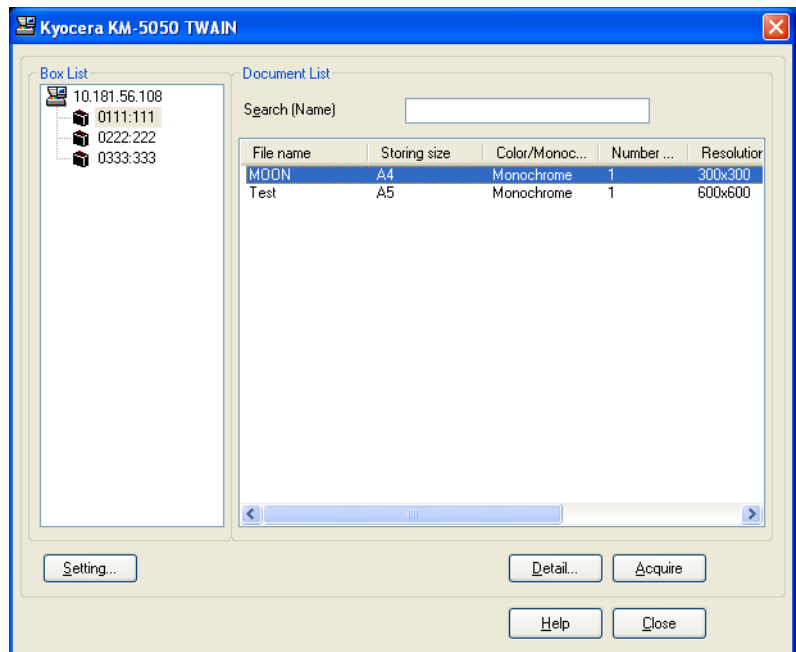 Kyocera KM-5050 TWAIN
Box List
10.181.56.108
0111:111
0222:222
0333:333
Document List
Search (Name)
File name Storing size Color/Monoc... Number ... Resolution
MOON A4 Monochrome 1 300x300
Test A5 Monochrome 1 600x600
Setting... Detail... Acquire
Help Close